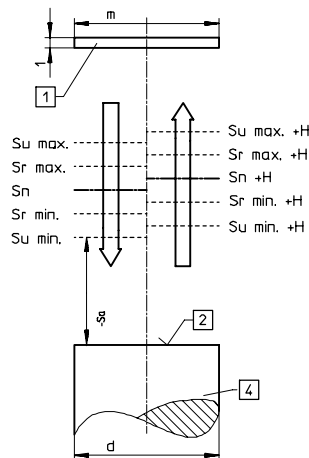 m
1
1
Su max.
Sr max.
Sn
Sr min.
Su min.
Su max. +H
Sr max. +H
Sn +H
Sr min. +H
Su min. +H
-Sa
2
4
d